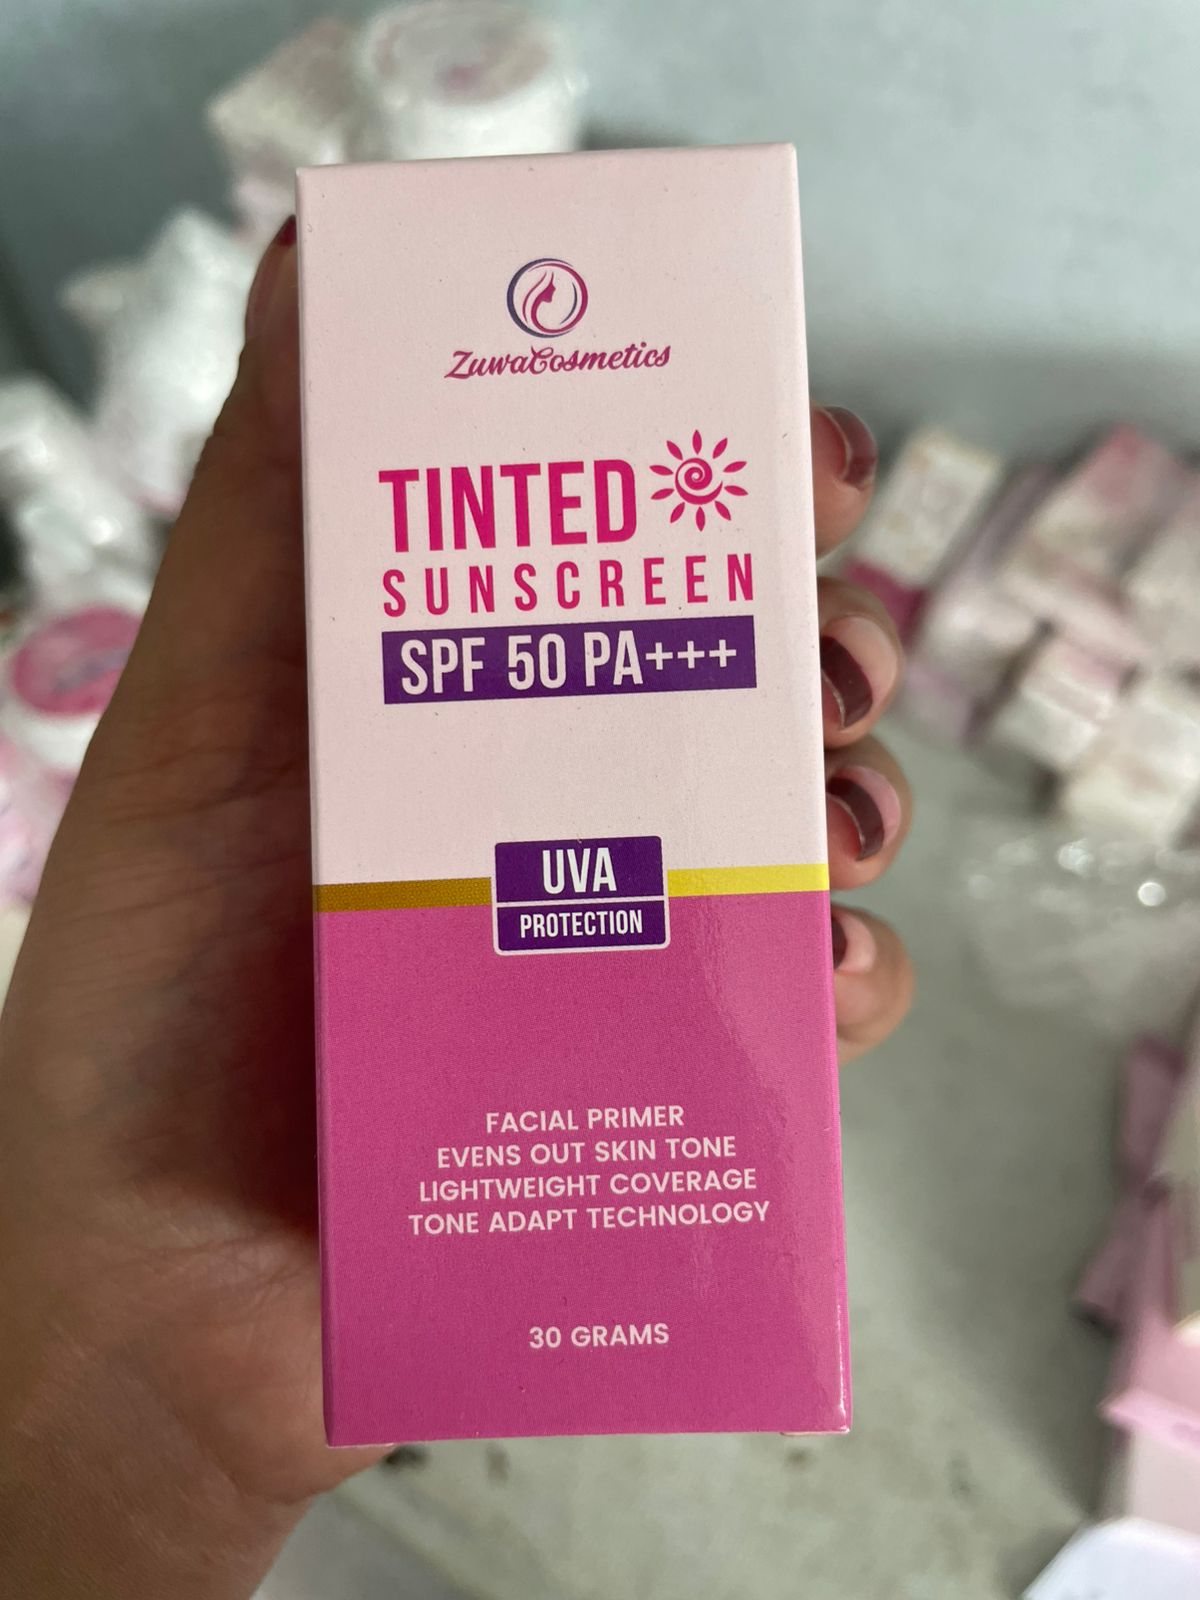 ZuwaCosmetics
TINTED
SUNSCREEN
SPF 50 PA+++
UVA
PROTECTION
FACIAL PRIMER
EVENS OUT SKIN TONE
LIGHTWEIGHT COVERAGE
TONE ADAPT TECHNOLOGY
30 GRAMS